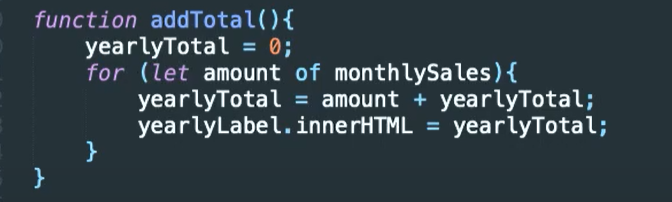 function addTotal(){
    yearlyTotal = 0;
    for (let amount of monthlySales){
        yearlyTotal = amount + yearlyTotal;
        yearlyLabel.innerHTML = yearlyTotal;
    }
}